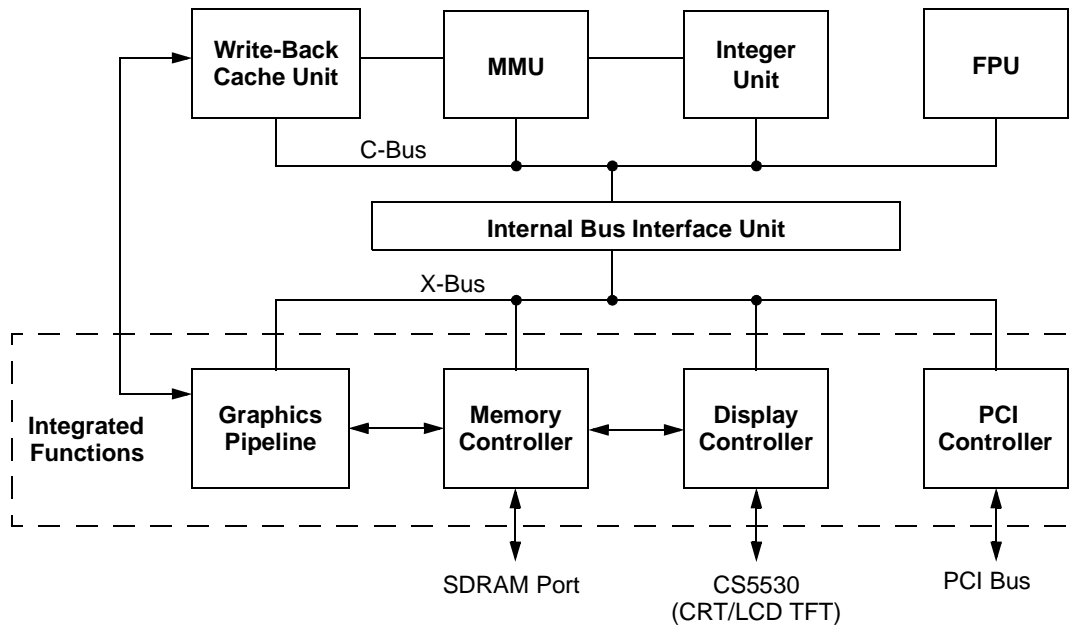 Write-Back
Cache Unit
MMU
Integer
Unit
FPU
C-Bus
Internal Bus Interface Unit
X-Bus
Integrated
Functions
Graphics
Pipeline
Memory
Controller
Display
Controller
PCI
Controller
SDRAM Port
CS5530
(CRT/LCD TFT)
PCI Bus